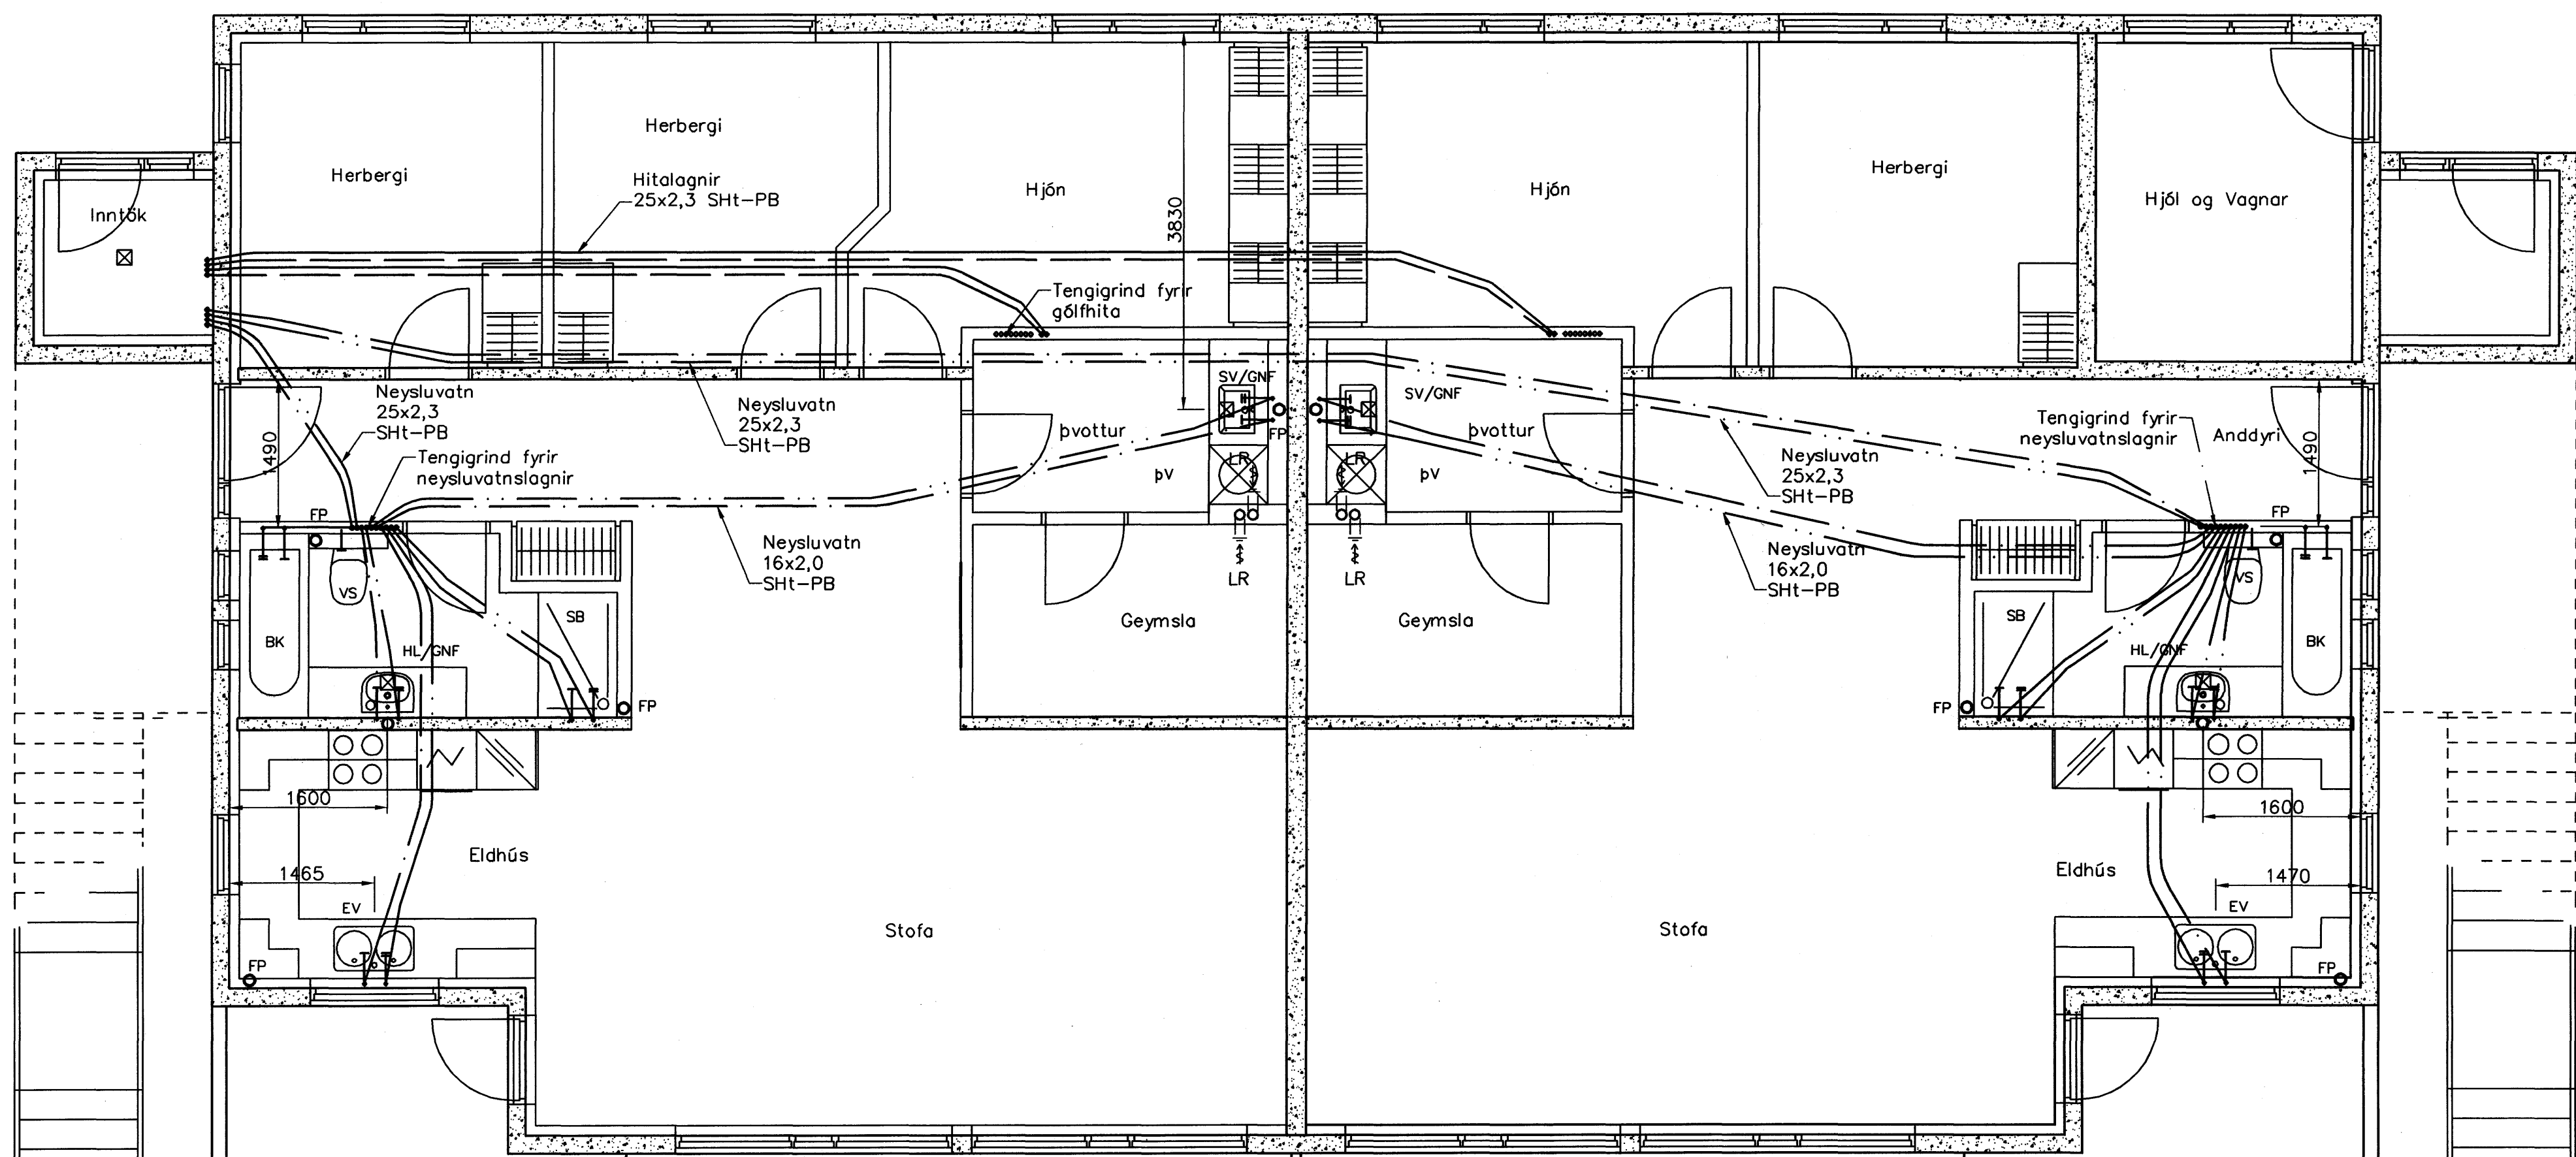 Herbergi
Herbergi
Hitalagnir
25x2,3 SHt-PB
Hjón
3830
Hjón
Herbergi
Hjól og Vagnar
Inntök
Tengigrind fyrir
gólfhita
Neysluvatn
25x2,3
SHt-PB
1490
Tengigrind fyrir
neysluvatnslagnir
Neysluvatn
25x2,3
SHt-PB
Þvottur
SV/GNF
FP
LR
ÞV
SV/GNF
LR
Þvottur
ÞV
Neysluvatn
25x2,3
SHt-PB
Tengigrind fyrir
neysluvatnslagnir
Anddyri
1490
FP
VS
BK
HL/GNF
SB
FP
Neysluvatn
16x2,0
SHt-PB
LR
LR
Geymsla
Geymsla
Neysluvatn
16x2,0
SHt-PB
FP
VS
BK
SB
HL/GNF
FP
1600
1465
Eldhús
EV
FP
Stofa
Stofa
1600
Eldhús
1470
EV
FP